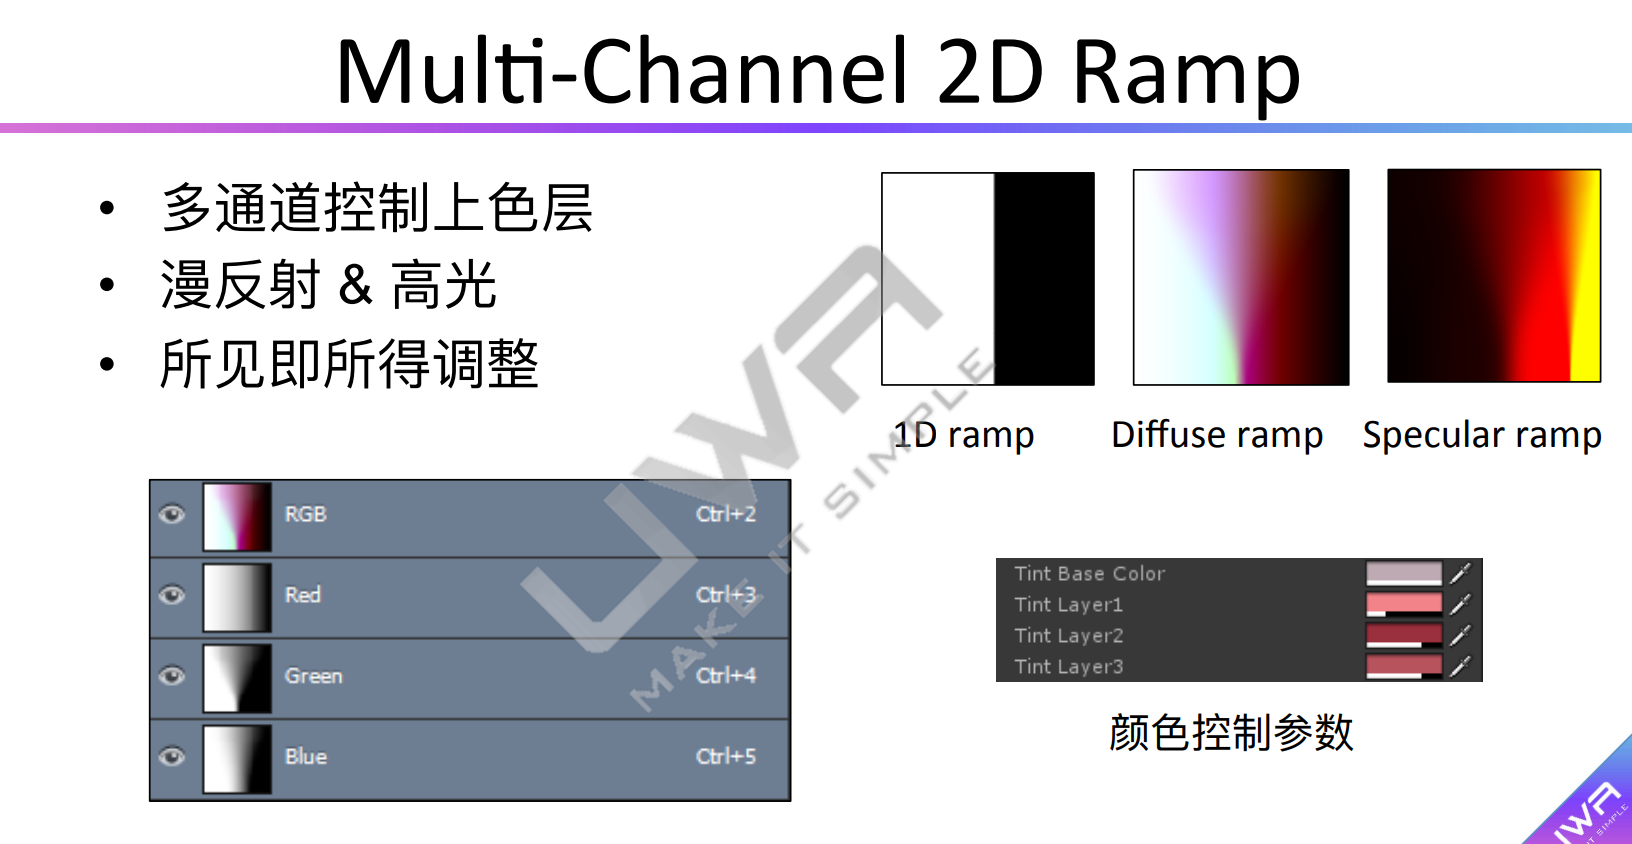 Multi-Channel 2D Ramp
• 多通道控制上色层
• 漫反射 & 高光
• 所见即所得调整
1D ramp
Diffuse ramp
Specular ramp
RGB Ctrl+2
Red Ctrl+3
Green Ctrl+4
Blue Ctrl+5
Tint Base Color
Tint Layer1
Tint Layer2
Tint Layer3
颜色控制参数
UWA
MAKE IT SIMPLE
UWA
IT SIMPLE